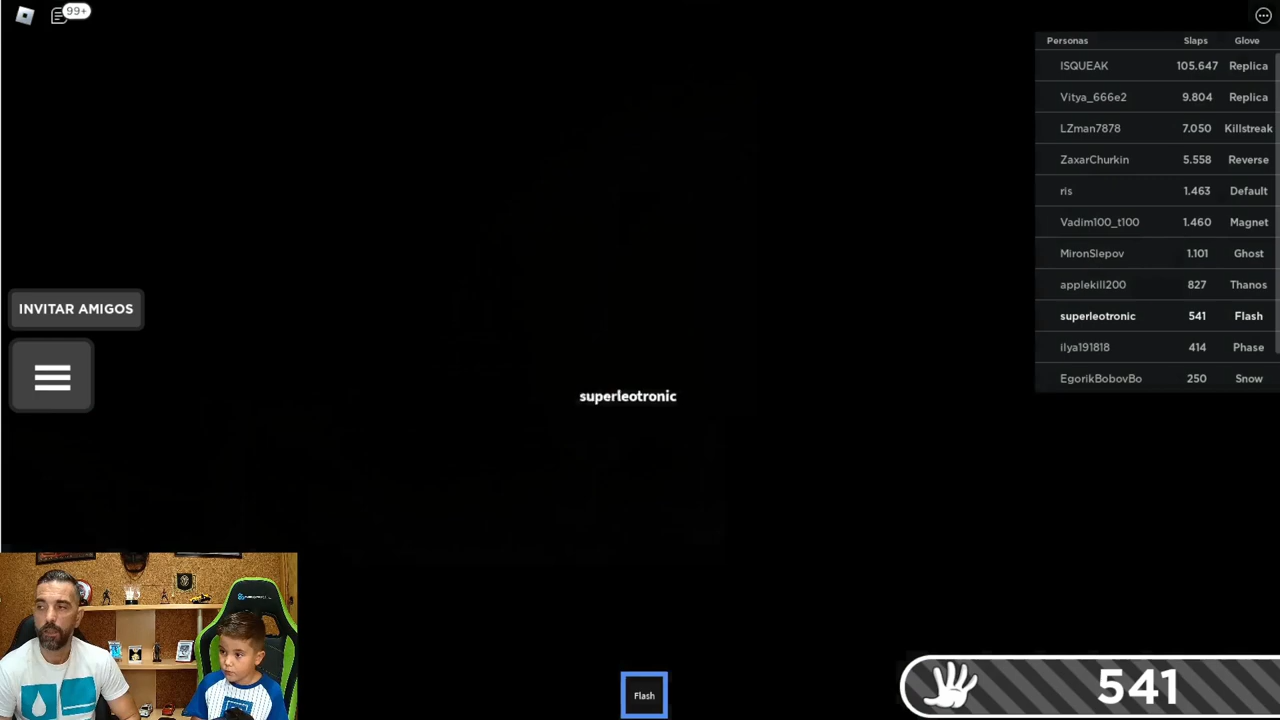 99+
Personas Slaps Glove
ISQUEAK 105.647 Replica
Vitya_666e2 9.804 Replica
LZman7878 7.050 Killstreak
ZaxarChurkin 5.558 Reverse
ris 1.463 Default
Vadim100_t100 1.460 Magnet
MironSlepov 1.101 Ghost
applekill200 827 Thanos
superleotronic 541 Flash
ilya191818 414 Phase
EgorikBobovBo 250 Snow
INVITAR AMIGOS
superleotronic
Flash
541